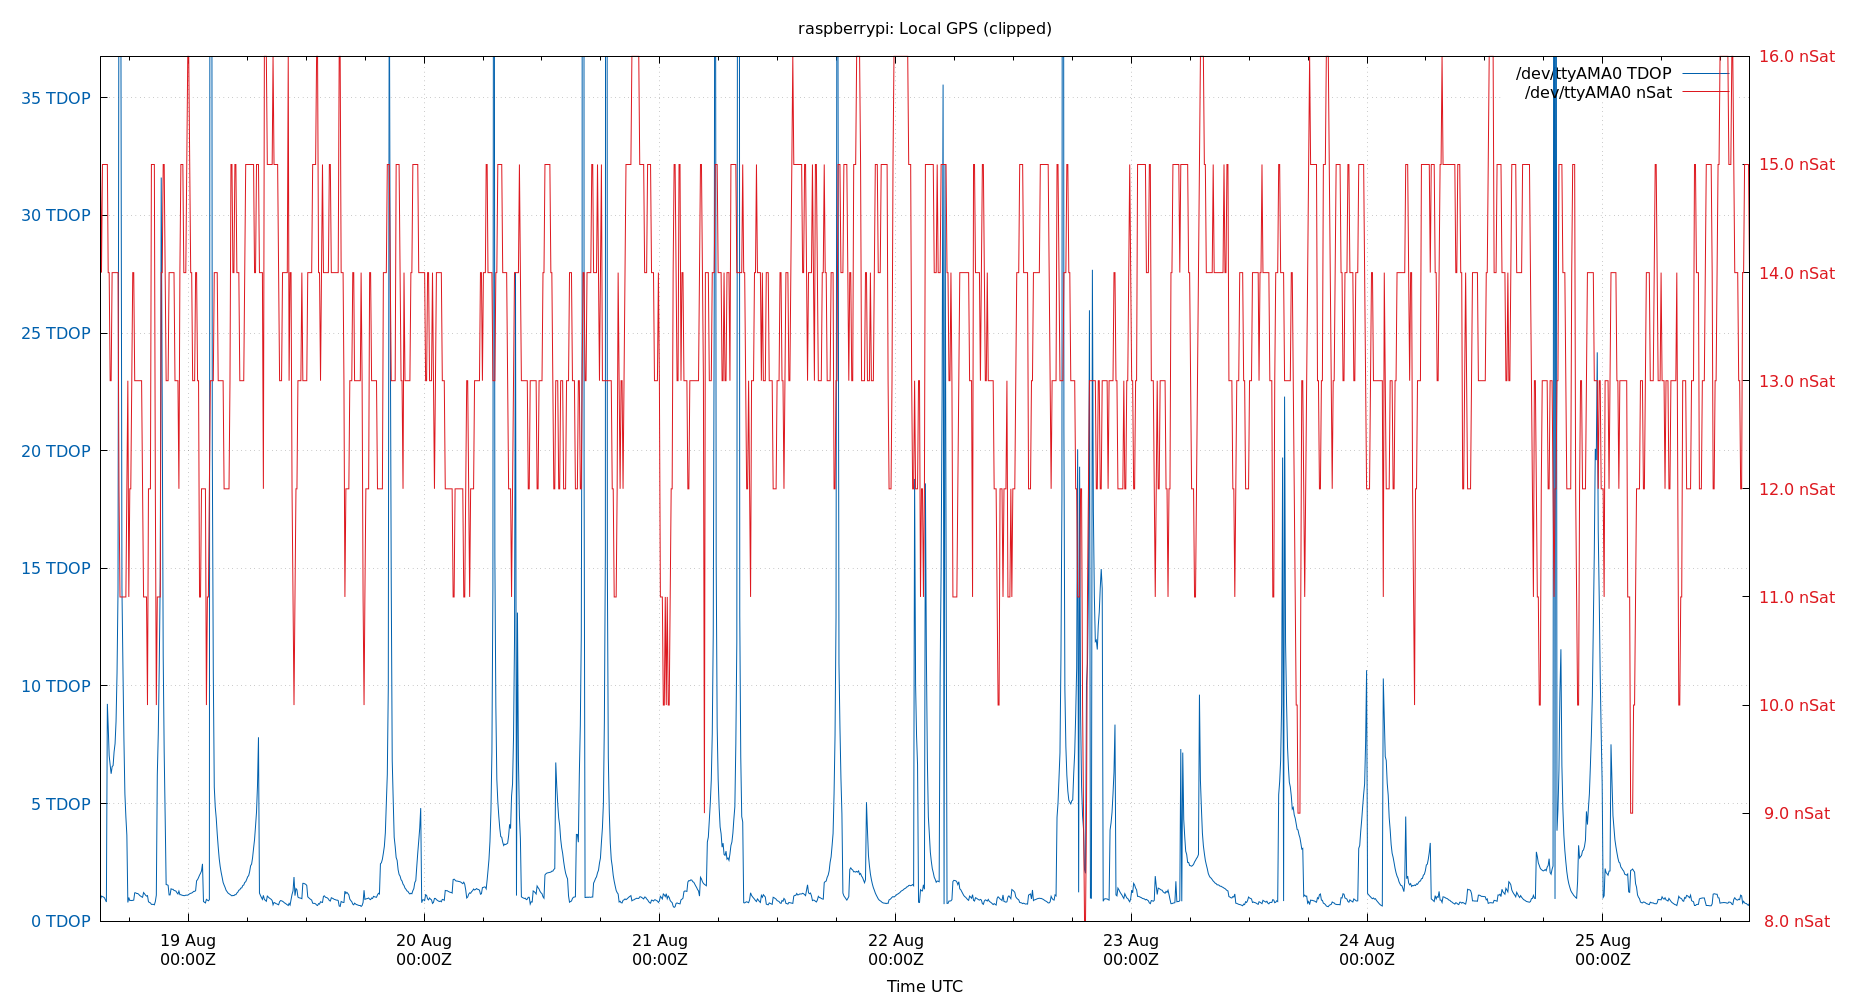 raspberrypi: Local GPS (clipped)
/dev/ttyAMA0 TDOP
/dev/ttyAMA0 nSat
35 TDOP
30 TDOP
25 TDOP
20 TDOP
15 TDOP
10 TDOP
5 TDOP
0 TDOP
16.0 nSat
15.0 nSat
14.0 nSat
13.0 nSat
12.0 nSat
11.0 nSat
10.0 nSat
9.0 nSat
8.0 nSat
19 Aug
00:00Z
20 Aug
00:00Z
21 Aug
00:00Z
22 Aug
00:00Z
23 Aug
00:00Z
24 Aug
00:00Z
25 Aug
00:00Z
Time UTC